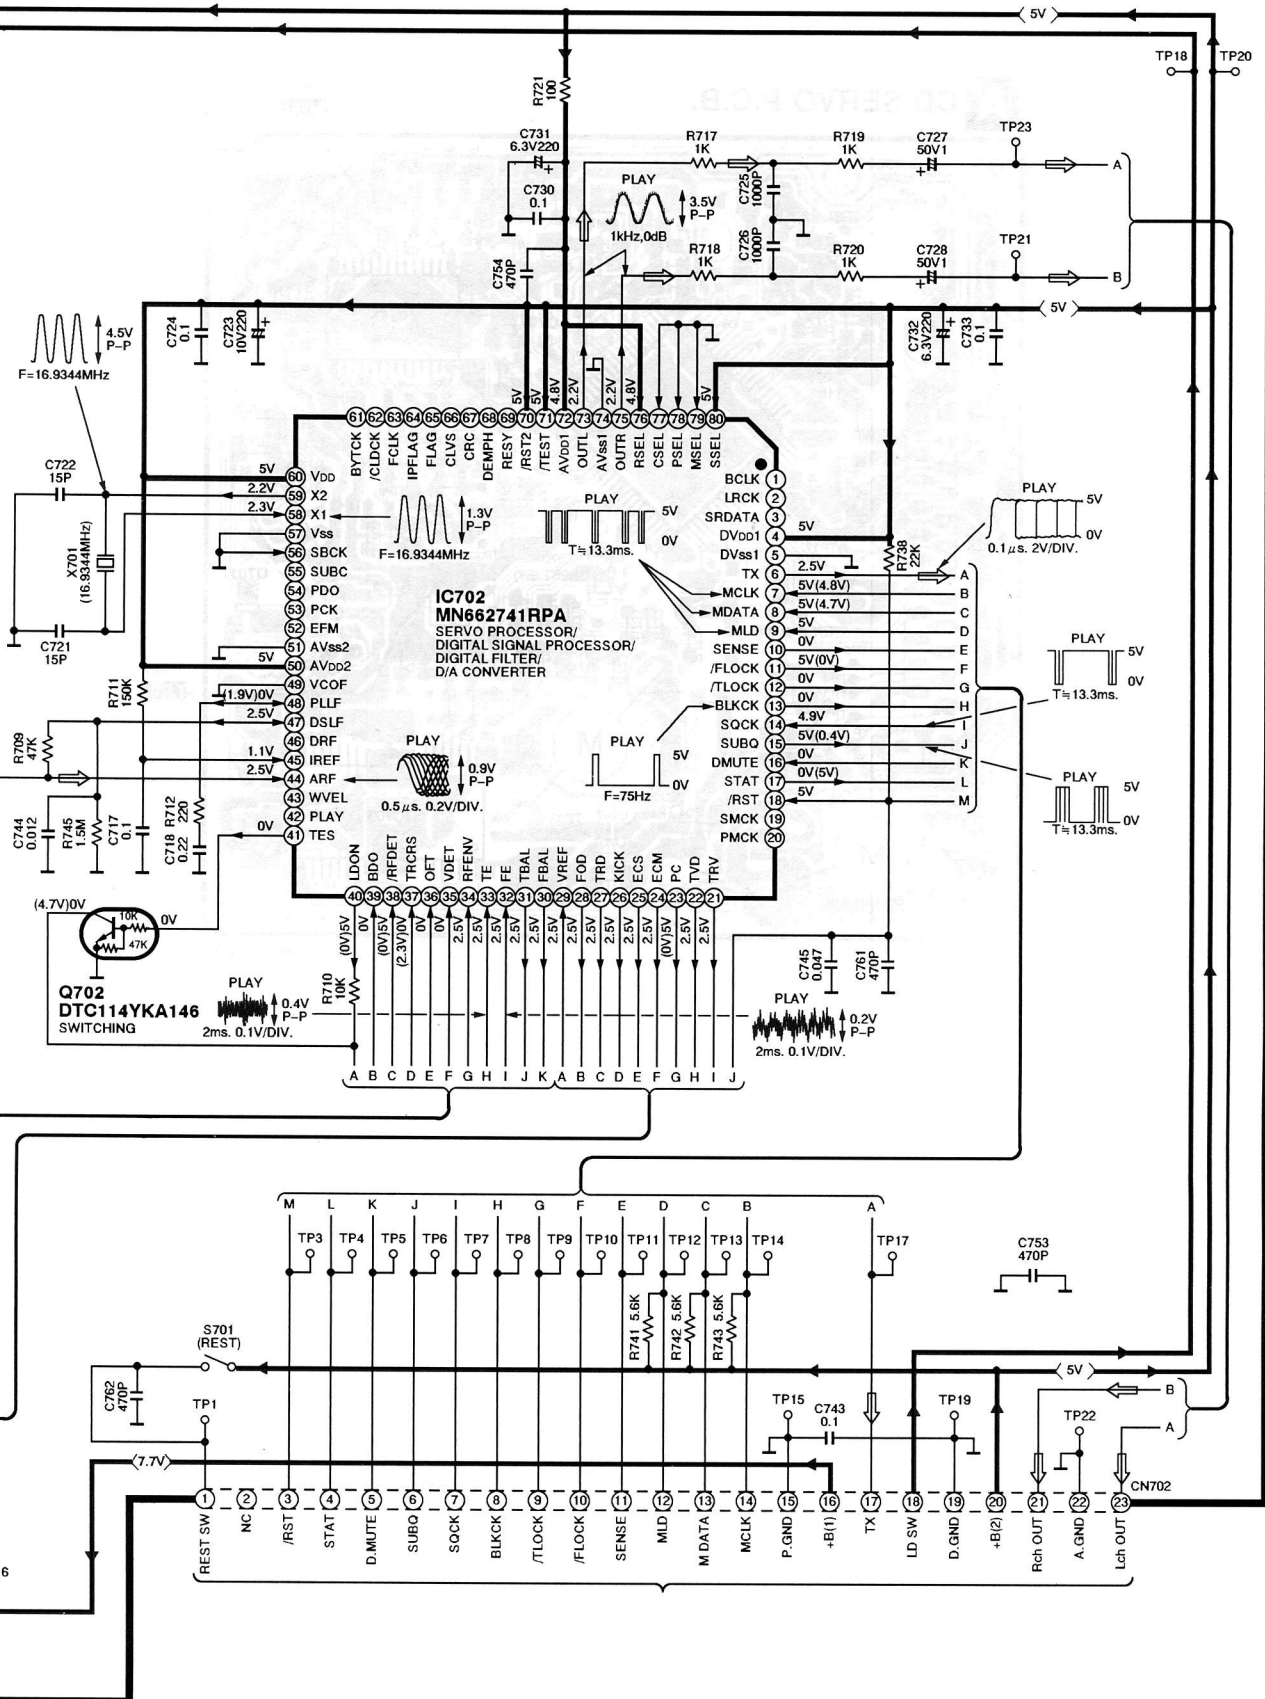 5V
TP18
TP20
R721
100
C731
6.3V220
+
C730
0.1
PLAY
3.5V
P-P
1kHz,0dB
C754
470P
R717
1K
R719
1K
C727
50V1
+
TP23
A
C725
1000P
C726
1000P
R718
1K
R720
1K
C728
50V1
+
TP21
B
5V
4.5V
P-P
F=16.9344MHz
C724
0.1
C723
10V220
+
C732
6.3V220
+
C733
0.1
5V
5V
4.8V
2.2V
2.2V
4.8V
5V
61 62 63 64 65 66 67 68 69 70 71 72 73 74 75 76 77 78 79 80
BYTCK
/CLDCK
FCLK
IPFLAG
FLAG
CLVS
CRC
DEMPH
RESY
/RST2
/TEST
AVDD1
OUTL
AVss1
OUTR
RSEL
CSEL
PSEL
MSEL
SSEL
C722
15P
X701
(16.9344MHz)
C721
15P
5V 60 VDD
2.2V 59 X2
2.3V 58 X1
57 Vss
56 SBCK
55 SUBC
54 PDO
53 PCK
52 EFM
51 AVss2
5V 50 AVDD2
49 VCOF
(1.9V)0V 48 PLLF
2.5V 47 DSLF
46 DRF
1.1V 45 IREF
2.5V 44 ARF
43 WVEL
42 PLAY
0V 41 TES
1.3V
P-P
F=16.9344MHz
PLAY
5V
0V
T≒13.3ms.
IC702
MN662741RPA
SERVO PROCESSOR/
DIGITAL SIGNAL PROCESSOR/
DIGITAL FILTER/
D/A CONVERTER
PLAY
0.9V
P-P
0.5μs. 0.2V/DIV.
PLAY
5V
0V
F=75Hz
BCLK 1
LRCK 2
SRDATA 3
DVDD1 4 5V
DVss1 5
TX 6 2.5V A
MCLK 7 5V(4.8V) B
MDATA 8 5V(4.7V) C
MLD 9 5V D
SENSE 10 0V E
/FLOCK 11 5V(0V) F
/TLOCK 12 0V G
BLKCK 13 0V H
SQCK 14 4.9V I
SUBQ 15 5V(0.4V) J
DMUTE 16 0V K
STAT 17 0V(5V) L
/RST 18 5V M
SMCK 19
PMCK 20
R738
22K
PLAY
5V
0V
0.1μs. 2V/DIV.
PLAY
5V
0V
T≒13.3ms.
PLAY
5V
0V
T≒13.3ms.
R711
150K
R709
47K
C744
0.012
R745
1.5M
C717
0.1
R712
220
C718
0.22
LDON
BDO
/RFDET
TRCRS
OFT
VDET
RFENV
TE
FE
TBAL
FBAL
VREF
FOD
TRD
KICK
ECS
ECM
PC
TVD
TRV
40 39 38 37 36 35 34 33 32 31 30 29 28 27 26 25 24 23 22 21
(0V)5V
0V
(0V)5V
(2.3V)0V
0V
0V
2.5V
2.5V
2.5V
2.5V
2.5V
2.5V
2.5V
2.5V
2.5V
2.5V
2.5V
(0V)5V
2.5V
2.5V
(4.7V)0V
10K
47K
0V
Q702
DTC114YKA146
SWITCHING
PLAY
0.4V
P-P
2ms. 0.1V/DIV.
R710
10K
C745
0.047
C761
470P
PLAY
0.2V
P-P
2ms. 0.1V/DIV.
A B C D E F G H I J K A B C D E F G H I J
M L K J I H G F E D C B A
TP3 TP4 TP5 TP6 TP7 TP8 TP9 TP10 TP11 TP12 TP13 TP14 TP17
C753
470P
R741 5.6K
R742 5.6K
R743 5.6K
S701
(REST)
C762
470P
TP1
5V
TP15
C743
0.1
TP19
TP22
B
A
7.7V
CN702
1 2 3 4 5 6 7 8 9 10 11 12 13 14 15 16 17 18 19 20 21 22 23
REST SW
NC
/RST
STAT
D.MUTE
SUBQ
SQCK
BLKCK
/TLOCK
/FLOCK
SENSE
MLD
M DATA
MCLK
P.GND
+B(1)
TX
LD SW
D.GND
+B(2)
Rch OUT
A.GND
Lch OUT
6